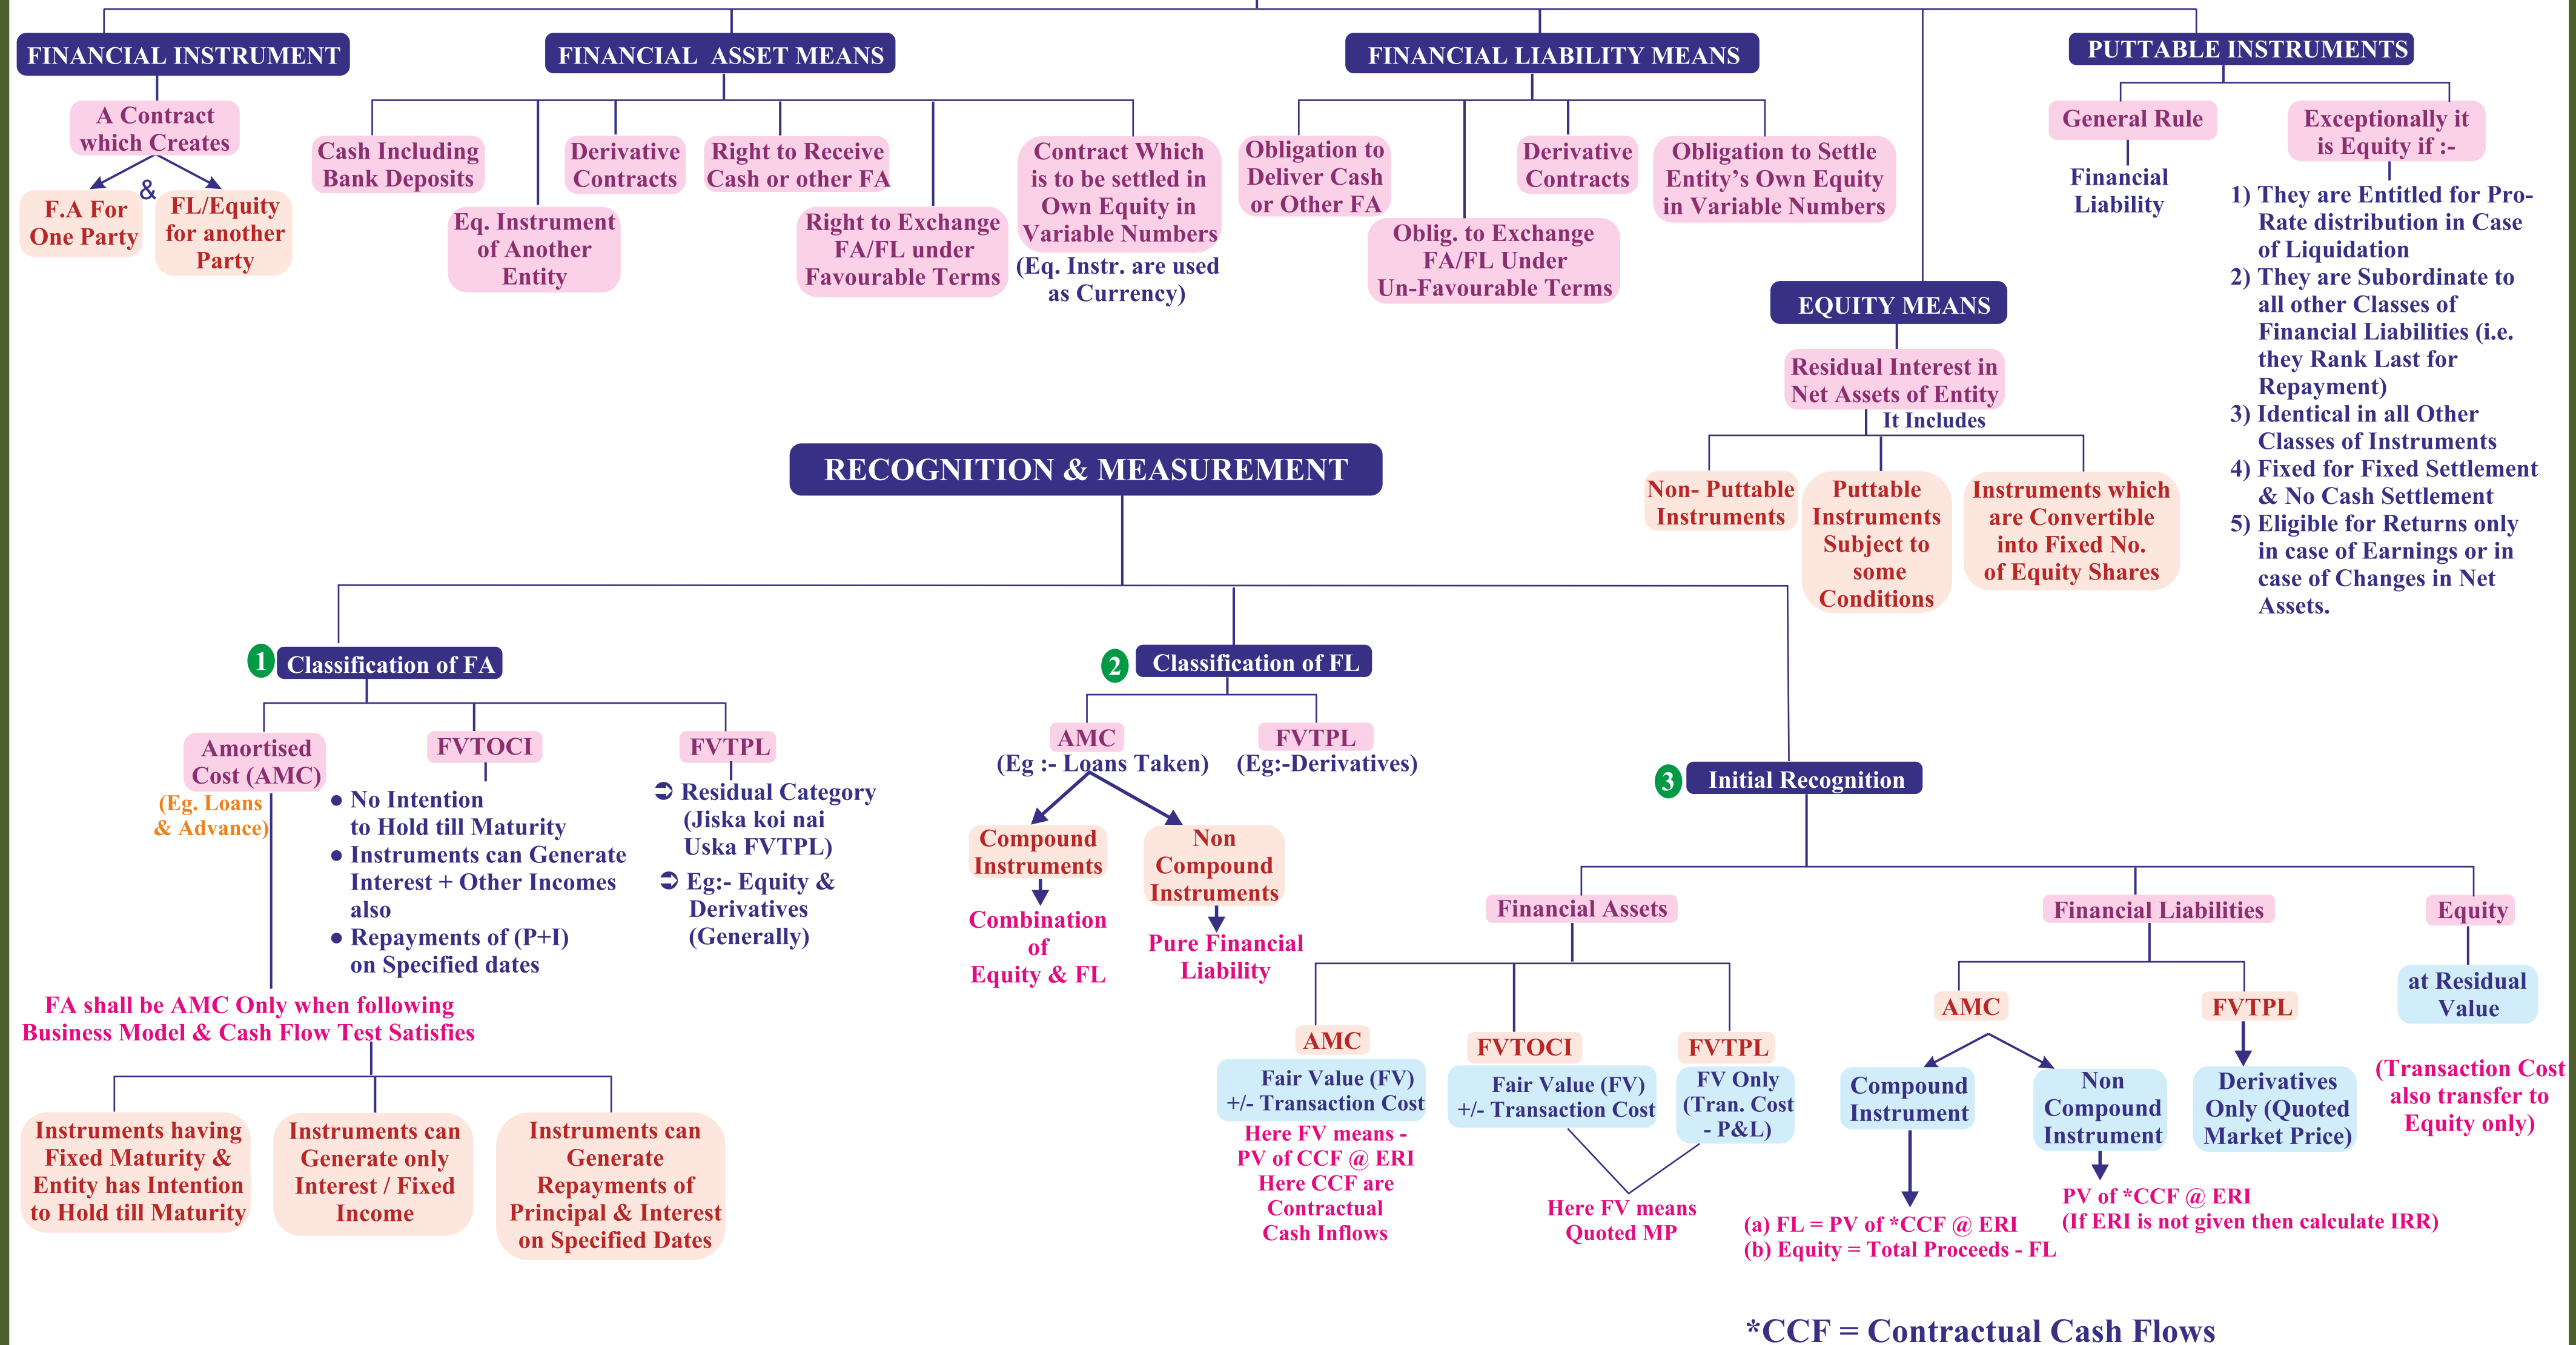 FINANCIAL INSTRUMENT
A Contract
which Creates
&
F.A For
One Party
FL/Equity
for another
Party
FINANCIAL ASSET MEANS
Cash Including
Bank Deposits
Eq. Instrument
of Another
Entity
Derivative
Contracts
Right to Receive
Cash or other FA
Right to Exchange
FA/FL under
Favourable Terms
Contract Which
is to be settled in
Own Equity in
Variable Numbers
(Eq. Instr. are used
as Currency)
FINANCIAL LIABILITY MEANS
Obligation to
Deliver Cash
or Other FA
Oblig. to Exchange
FA/FL Under
Un-Favourable Terms
Derivative
Contracts
Obligation to Settle
Entity's Own Equity
in Variable Numbers
EQUITY MEANS
Residual Interest in
Net Assets of Entity
It Includes
Non- Puttable
Instruments
Puttable
Instruments
Subject to
some
Conditions
Instruments which
are Convertible
into Fixed No.
of Equity Shares
PUTTABLE INSTRUMENTS
General Rule
Financial
Liability
Exceptionally it
is Equity if :-
1) They are Entitled for Pro-
Rate distribution in Case
of Liquidation
2) They are Subordinate to
all other Classes of
Financial Liabilities (i.e.
they Rank Last for
Repayment)
3) Identical in all Other
Classes of Instruments
4) Fixed for Fixed Settlement
& No Cash Settlement
5) Eligible for Returns only
in case of Earnings or in
case of Changes in Net
Assets.
RECOGNITION & MEASUREMENT
1 Classification of FA
Amortised
Cost (AMC)
(Eg. Loans
& Advance)
FVTOCI
● No Intention
to Hold till Maturity
● Instruments can Generate
Interest + Other Incomes
also
● Repayments of (P+I)
on Specified dates
FVTPL
➲ Residual Category
(Jiska koi nai
Uska FVTPL)
➲ Eg:- Equity &
Derivatives
(Generally)
FA shall be AMC Only when following
Business Model & Cash Flow Test Satisfies
Instruments having
Fixed Maturity &
Entity has Intention
to Hold till Maturity
Instruments can
Generate only
Interest / Fixed
Income
Instruments can
Generate
Repayments of
Principal & Interest
on Specified Dates
2 Classification of FL
AMC
(Eg :- Loans Taken)
FVTPL
(Eg:-Derivatives)
Compound
Instruments
Combination
of
Equity & FL
Non
Compound
Instruments
Pure Financial
Liability
3 Initial Recognition
Financial Assets
AMC
Fair Value (FV)
+/- Transaction Cost
Here FV means -
PV of CCF @ ERI
Here CCF are
Contractual
Cash Inflows
FVTOCI
Fair Value (FV)
+/- Transaction Cost
FVTPL
FV Only
(Tran. Cost
- P&L)
Here FV means
Quoted MP
Financial Liabilities
AMC
Compound
Instrument
(a) FL = PV of *CCF @ ERI
(b) Equity = Total Proceeds - FL
Non
Compound
Instrument
PV of *CCF @ ERI
(If ERI is not given then calculate IRR)
FVTPL
Derivatives
Only (Quoted
Market Price)
Equity
at Residual
Value
(Transaction Cost
also transfer to
Equity only)
*CCF = Contractual Cash Flows